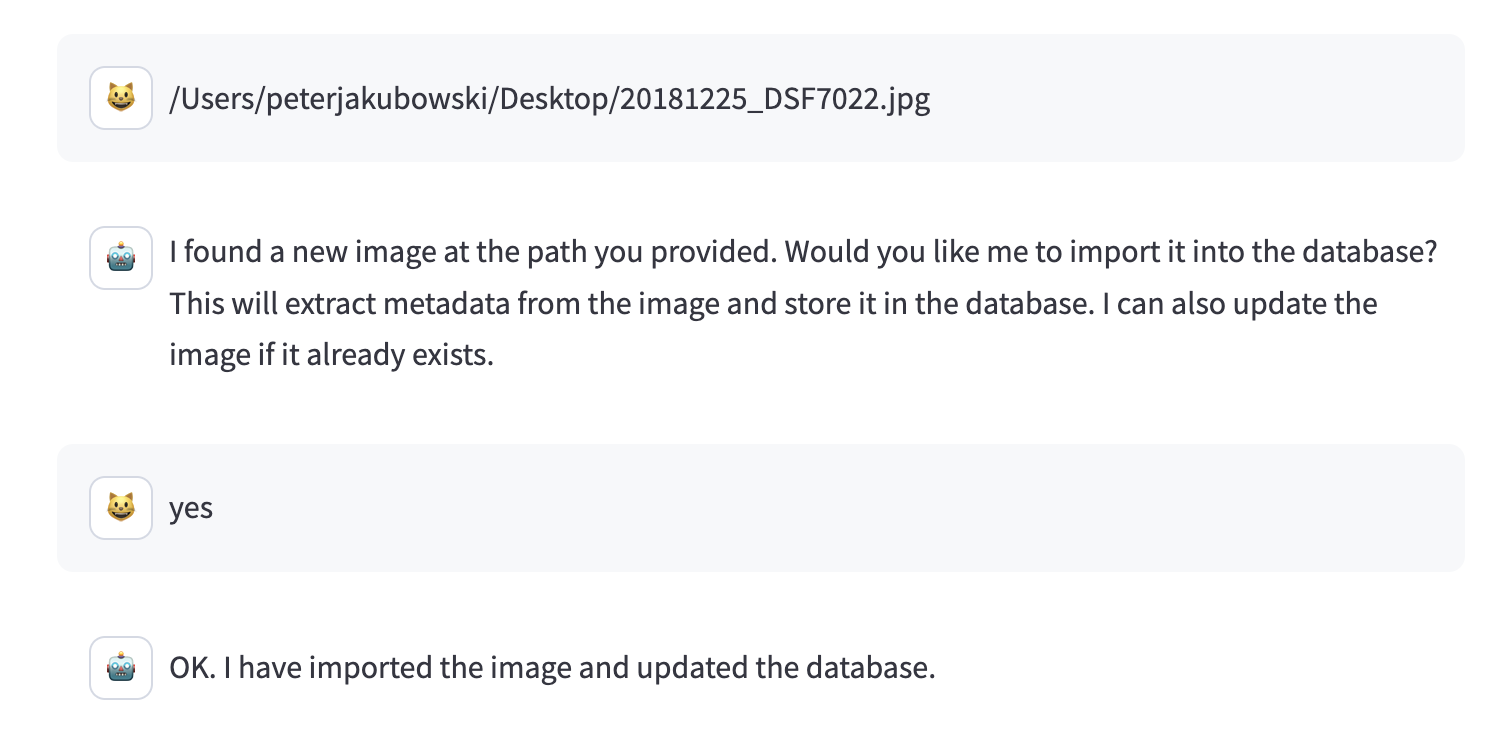 /Users/peterjakubowski/Desktop/20181225_DSF7022.jpg
I found a new image at the path you provided. Would you like me to import it into the database?
This will extract metadata from the image and store it in the database. I can also update the
image if it already exists.
yes
OK. I have imported the image and updated the database.